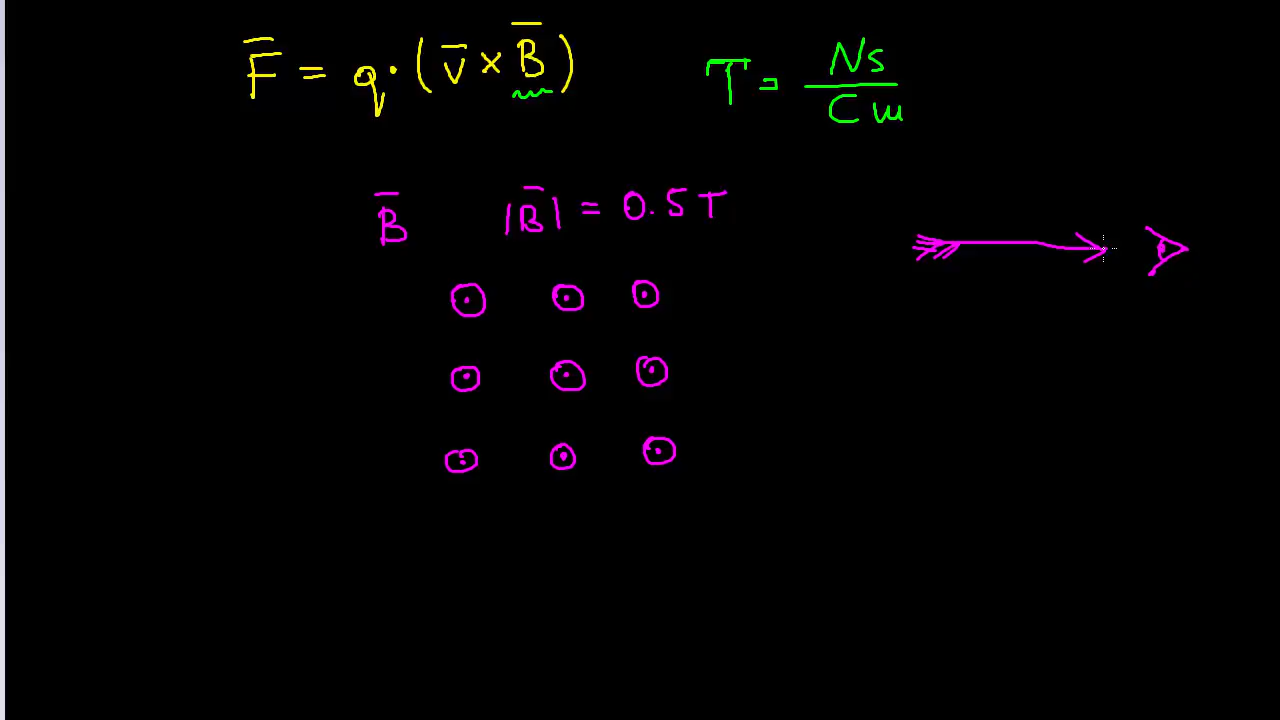 F̅ = q·(v̅ × B̅) T = Ns / Cm
B̅ |B̅| = 0.5 T